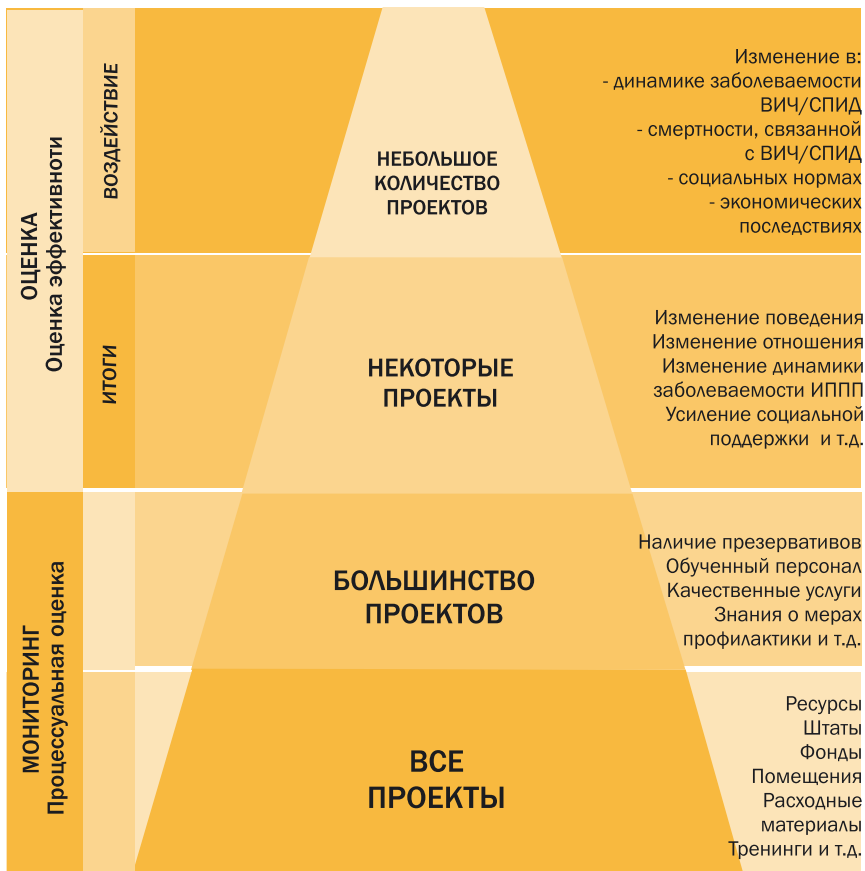 ОЦЕНКА
Оценка эффективноти
ВОЗДЕЙСТВИЕ
НЕБОЛЬШОЕ
КОЛИЧЕСТВО
ПРОЕКТОВ
Изменение в:
- динамике заболеваемости
ВИЧ/СПИД
- смертности, связанной
с ВИЧ/СПИД
- социальных нормах
- экономических
последствиях
ИТОГИ
НЕКОТОРЫЕ
ПРОЕКТЫ
Изменение поведения
Изменение отношения
Изменение динамики
заболеваемости ИППП
Усиление социальной
поддержки и т.д.
МОНИТОРИНГ
Процессуальная оценка
БОЛЬШИНСТВО
ПРОЕКТОВ
Наличие презервативов
Обученный персонал
Качественные услуги
Знания о мерах
профилактики и т.д.
ВСЕ
ПРОЕКТЫ
Ресурсы
Штаты
Фонды
Помещения
Расходные
материалы
Тренинги и т.д.